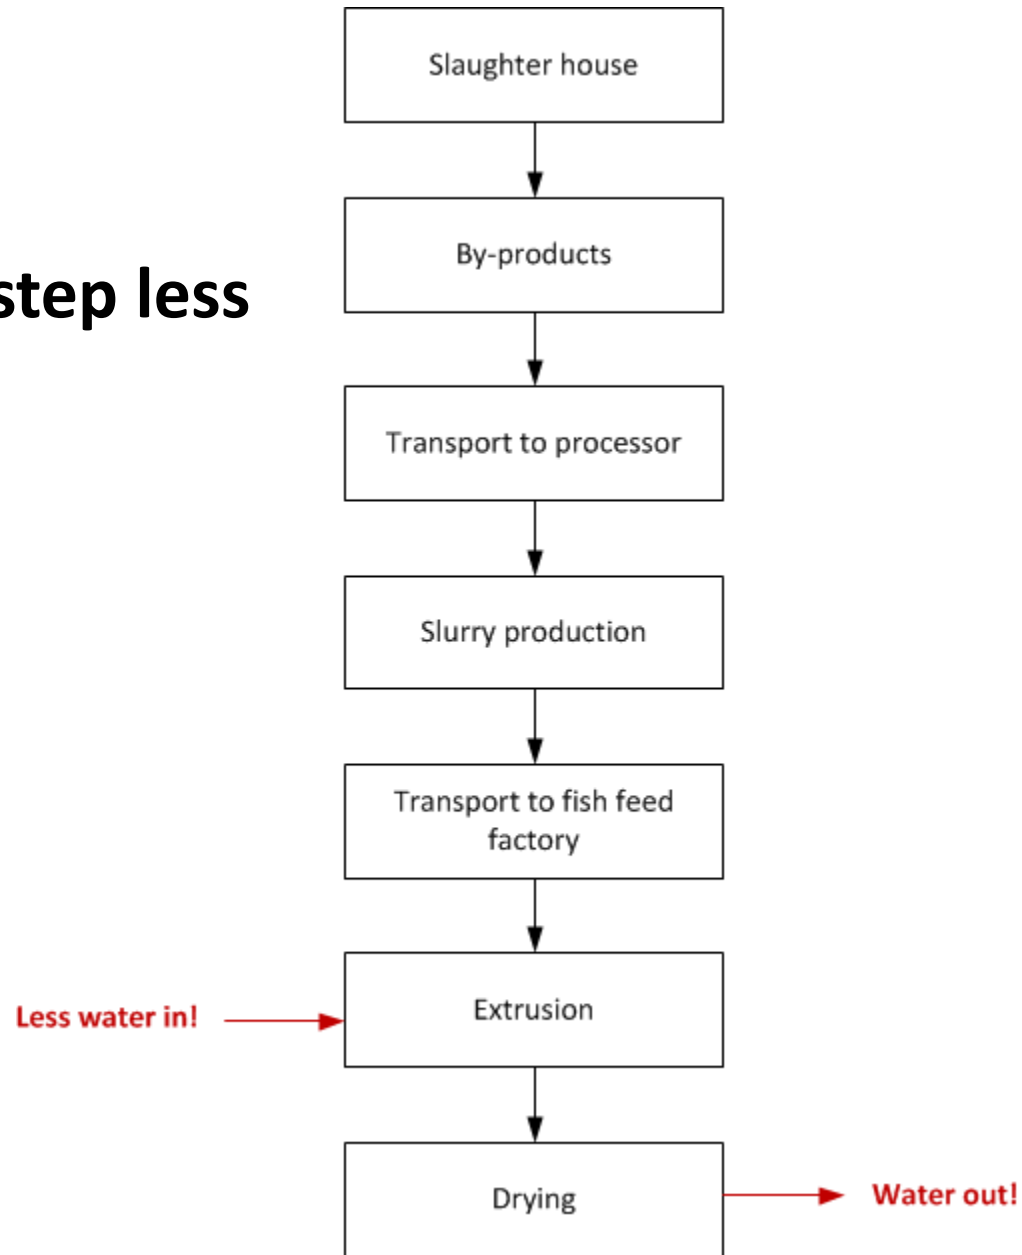 Slaughter house
By-products
step less
Transport to processor
Slurry production
Transport to fish feed
factory
Extrusion
Less water in!
Drying
Water out!